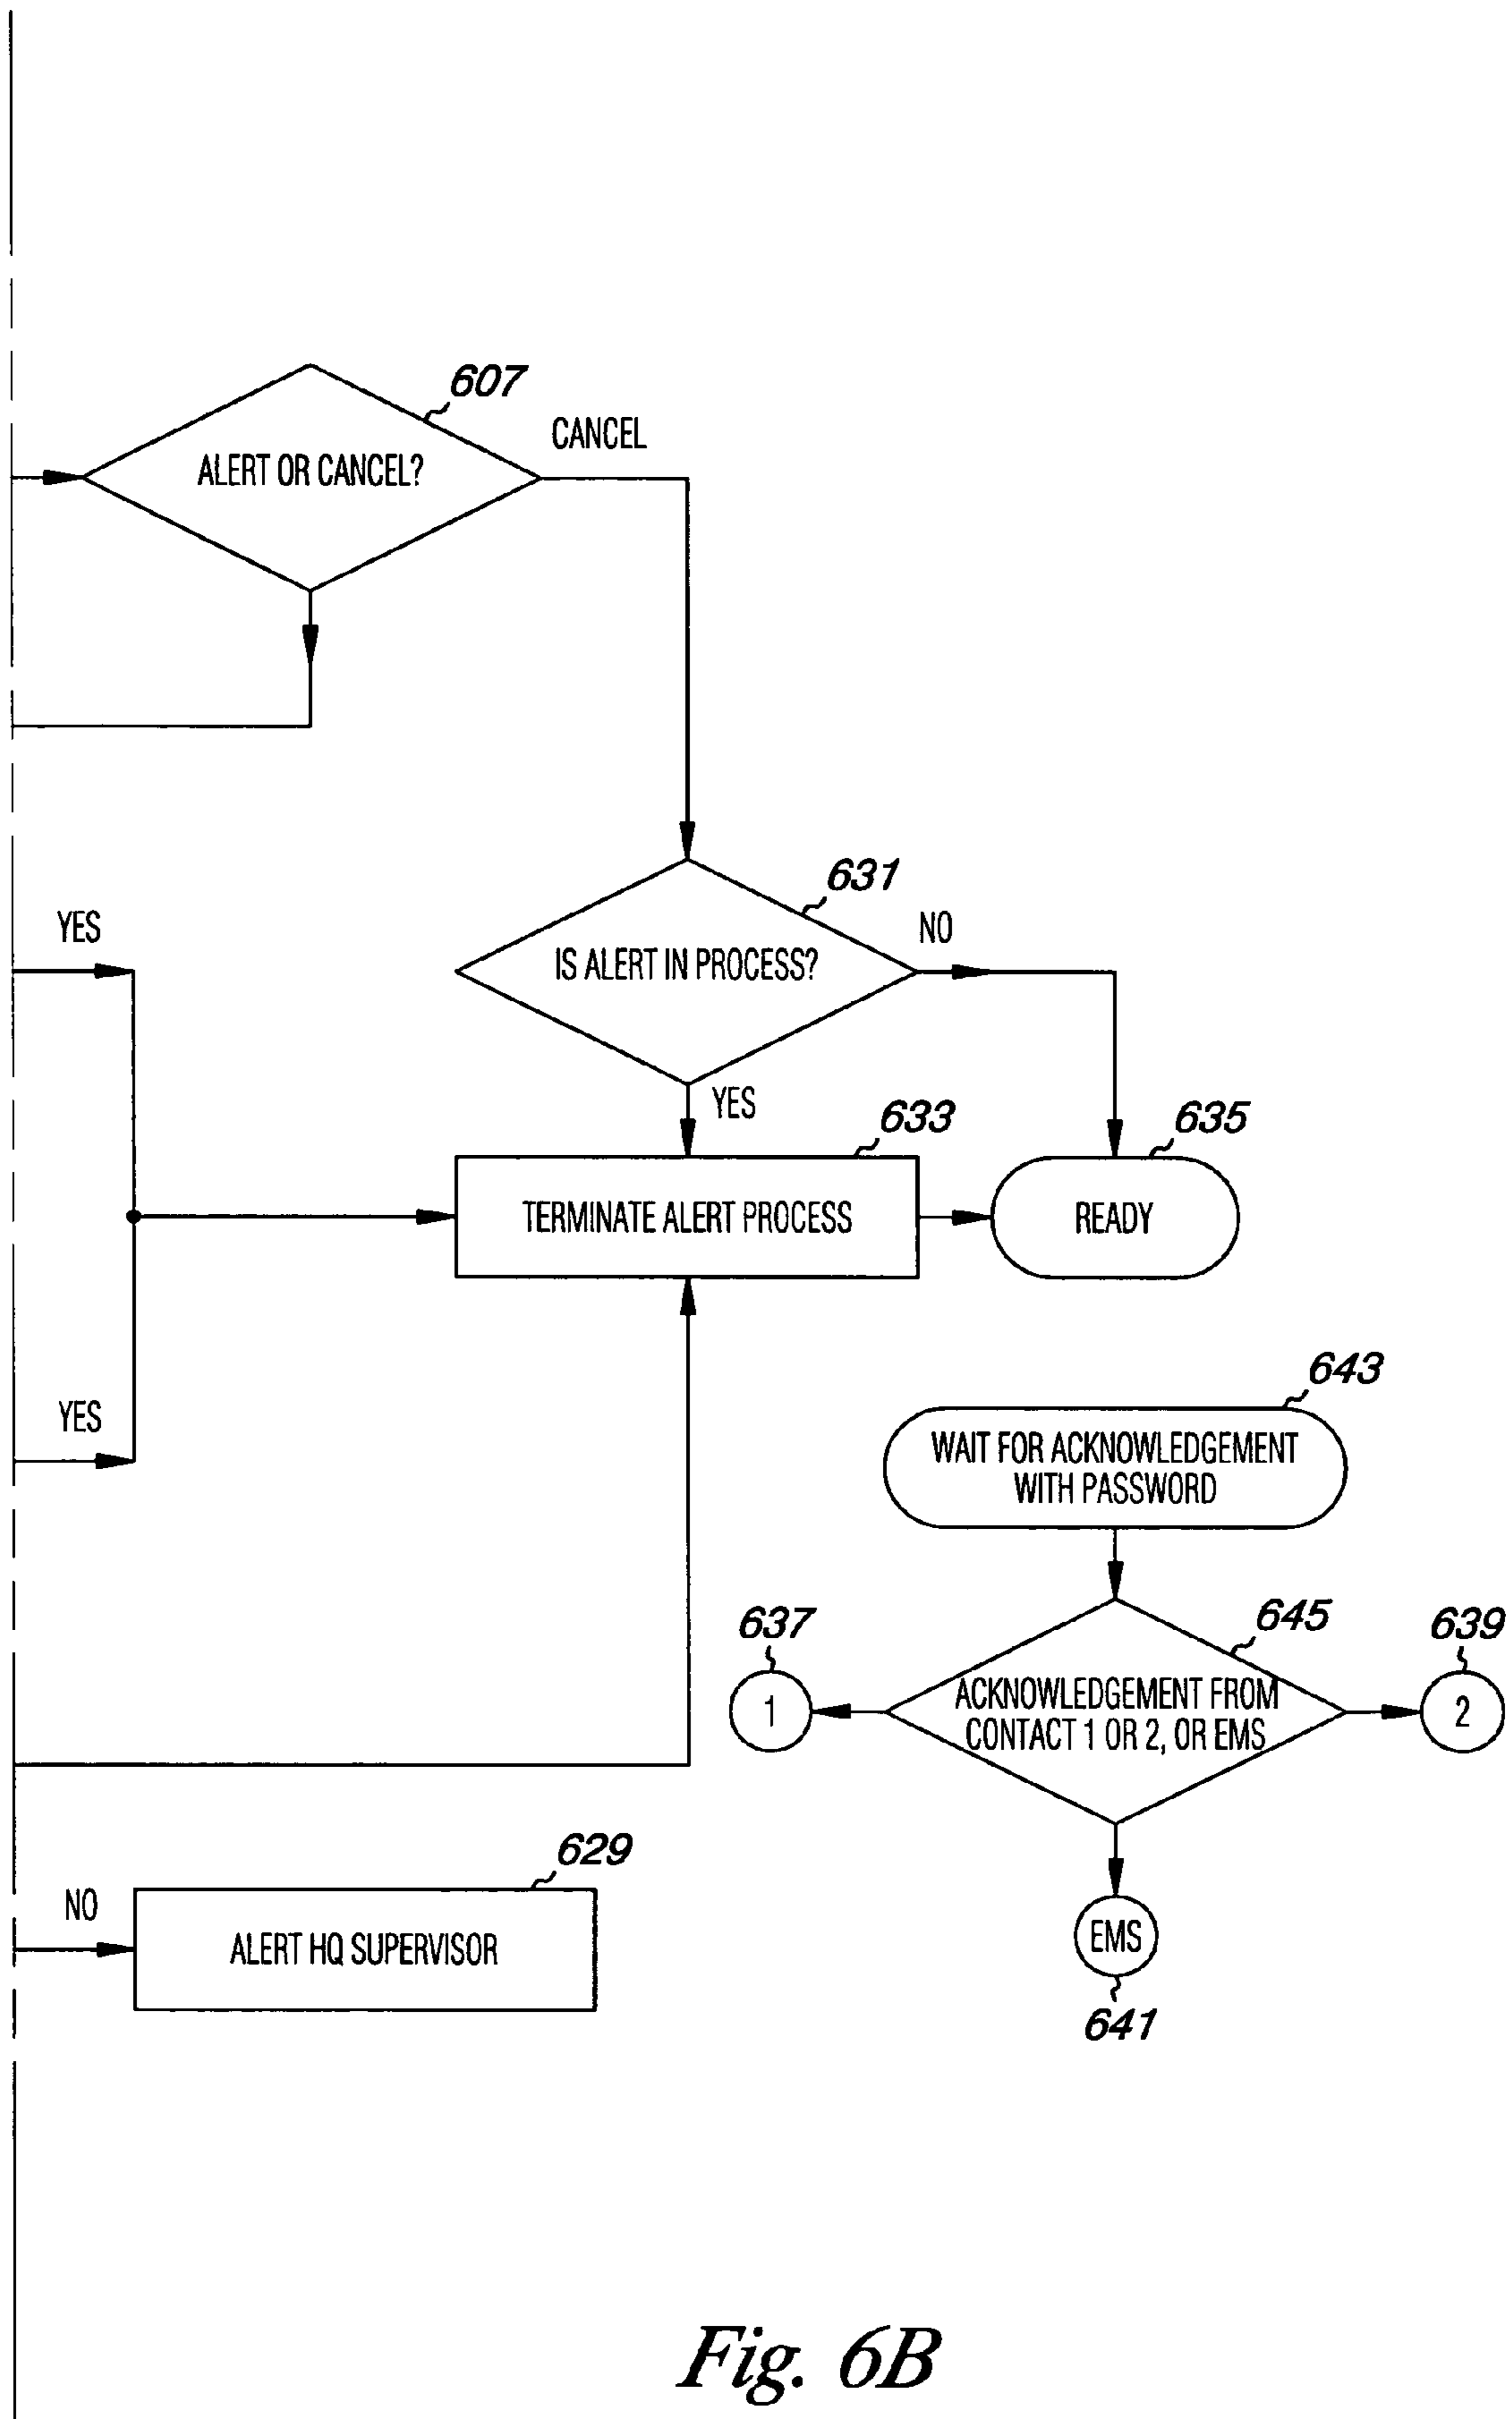 607
CANCEL
ALERT OR CANCEL?
631
NO
IS ALERT IN PROCESS?
YES
YES
633
635
TERMINATE ALERT PROCESS
READY
643
YES
WAIT FOR ACKNOWLEDGEMENT
WITH PASSWORD
637
645
639
1
ACKNOWLEDGEMENT FROM
CONTACT 1 OR 2, OR EMS
2
629
NO
ALERT HQ SUPERVISOR
EMS
641
Fig. 6B